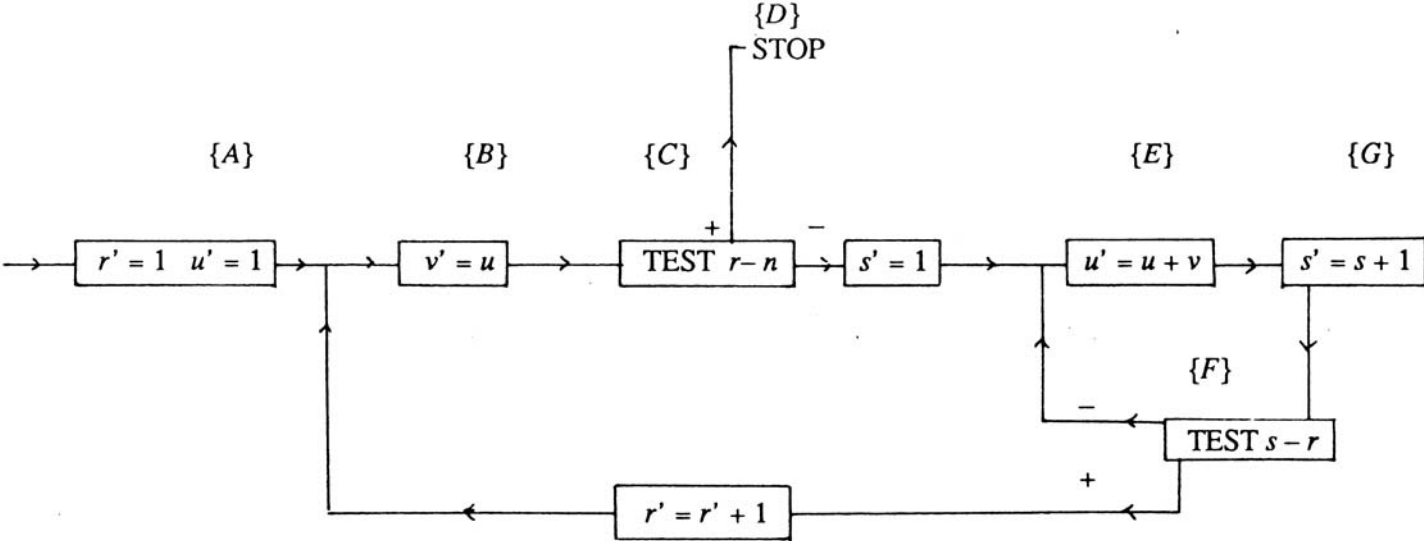 {D}
STOP
{A} {B} {C} {E} {G}
+ −
r' = 1 u' = 1 v' = u TEST r − n s' = 1 u' = u + v s' = s + 1
{F}
−
TEST s − r
+
r' = r' + 1